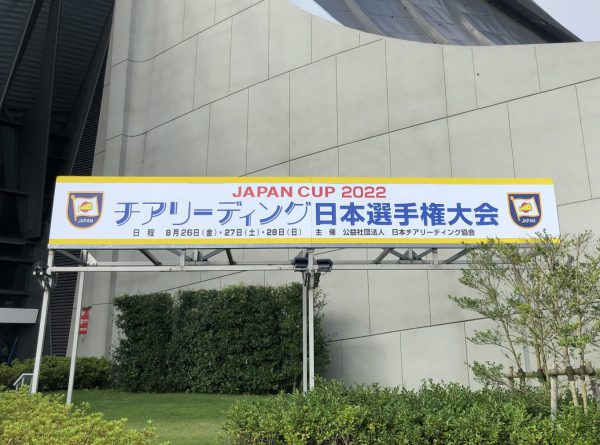 JAPAN CUP 2022
チアリーディング日本選手権大会
日 程 8月26日(金)・27日(土)・28日(日) 主 催 公益社団法人 日本チアリーディング協会
JAPAN
JAPAN